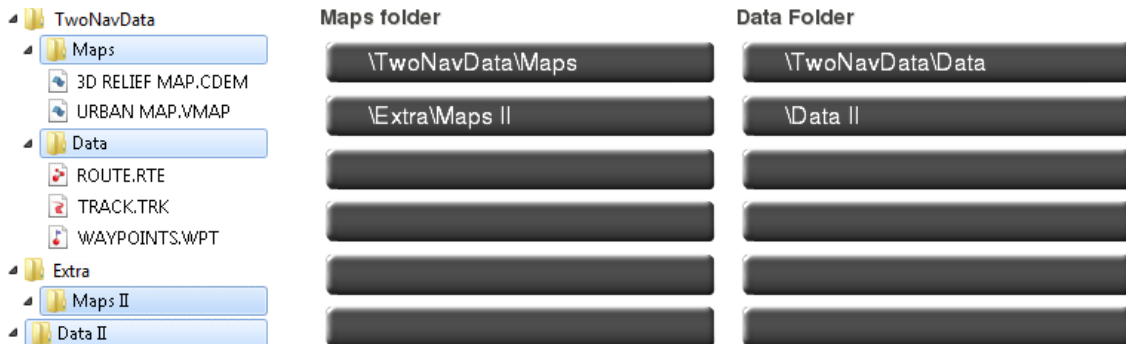 TwoNavData
Maps
3D RELIEF MAP.CDEM
URBAN MAP.VMAP
Data
ROUTE.RTE
TRACK.TRK
WAYPOINTS.WPT
Extra
Maps II
Data II
Maps folder
\TwoNavData\Maps
\Extra\Maps II
Data Folder
\TwoNavData\Data
\Data II